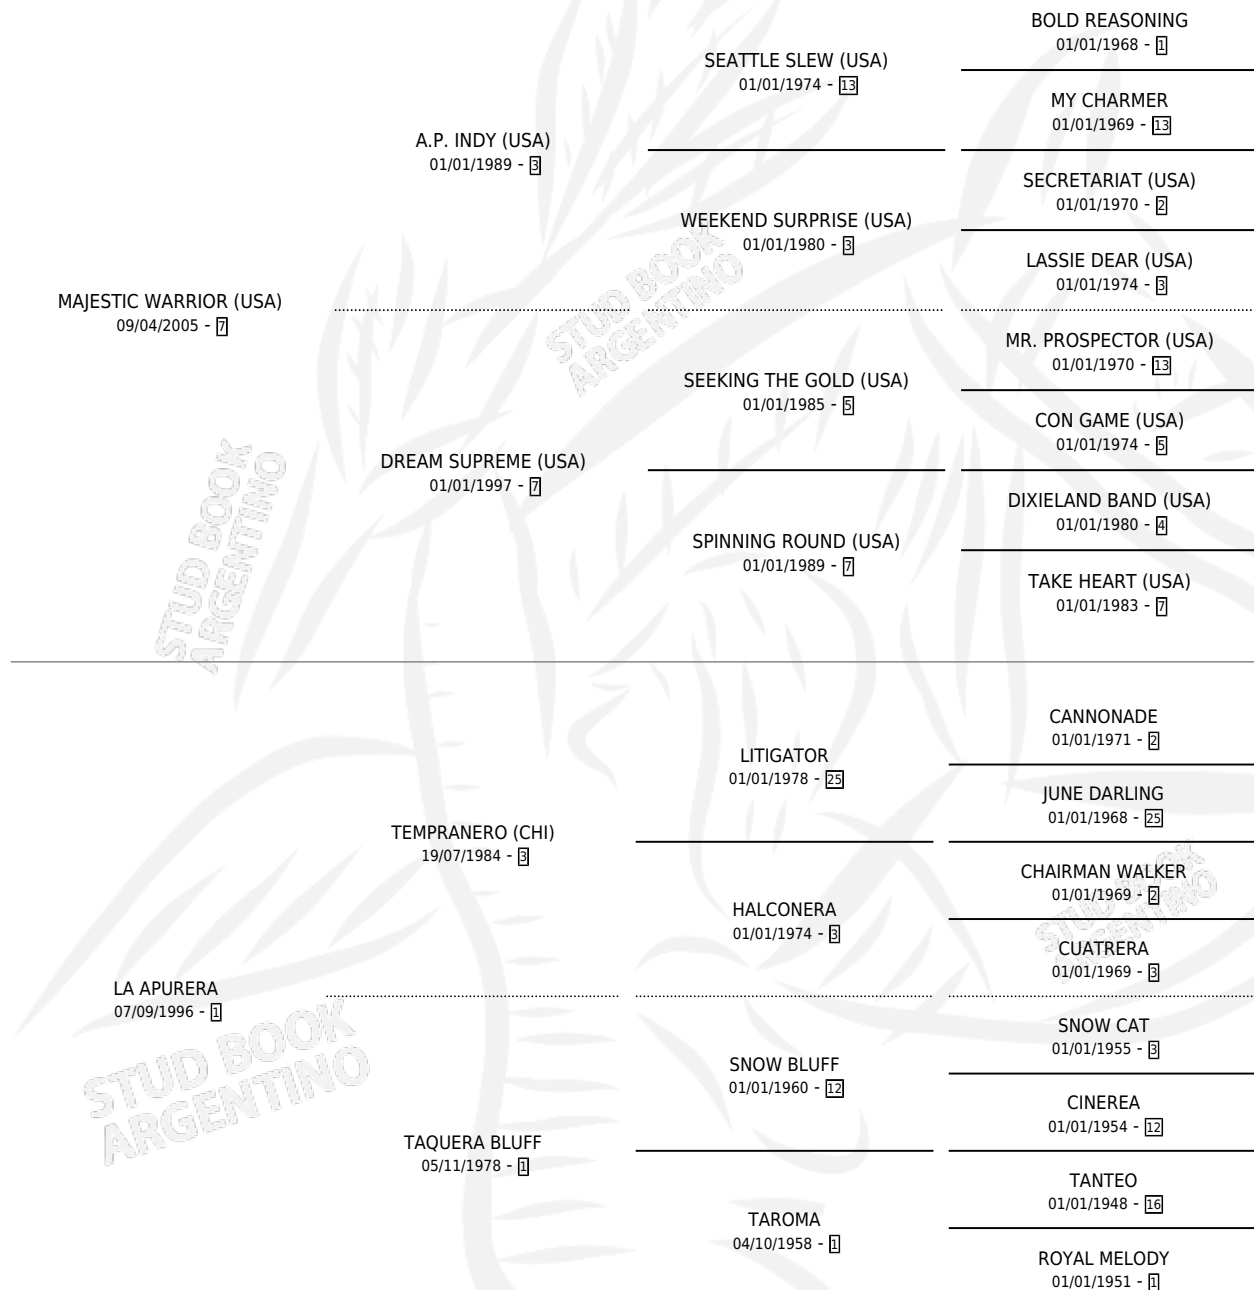 BOLD REASONING
01/01/1968 - 1
SEATTLE SLEW (USA)
01/01/1974 - 13
MY CHARMER
01/01/1969 - 13
A.P. INDY (USA)
01/01/1989 - 3
SECRETARIAT (USA)
01/01/1970 - 2
WEEKEND SURPRISE (USA)
01/01/1980 - 3
LASSIE DEAR (USA)
01/01/1974 - 3
MAJESTIC WARRIOR (USA)
09/04/2005 - 7
STUD BOOK
ARGENTINO
MR. PROSPECTOR (USA)
01/01/1970 - 13
SEEKING THE GOLD (USA)
01/01/1985 - 5
CON GAME (USA)
01/01/1974 - 5
DREAM SUPREME (USA)
01/01/1997 - 7
DIXIELAND BAND (USA)
01/01/1980 - 4
SPINNING ROUND (USA)
01/01/1989 - 7
TAKE HEART (USA)
01/01/1983 - 7
STUD BOOK
ARGENTINO
CANNONADE
01/01/1971 - 2
LITIGATOR
01/01/1978 - 25
JUNE DARLING
01/01/1968 - 25
TEMPRANERO (CHI)
19/07/1984 - 3
CHAIRMAN WALKER
01/01/1969 - 2
HALCONERA
01/01/1974 - 3
STUD BOOK
ARGENTINO
CUATRERA
01/01/1969 - 3
LA APURERA
07/09/1996 - 1
SNOW CAT
01/01/1955 - 3
SNOW BLUFF
01/01/1960 - 12
CINEREA
01/01/1954 - 12
STUD BOOK
ARGENTINO
TAQUERA BLUFF
05/11/1978 - 1
TANTEO
01/01/1948 - 16
TAROMA
04/10/1958 - 1
ROYAL MELODY
01/01/1951 - 1